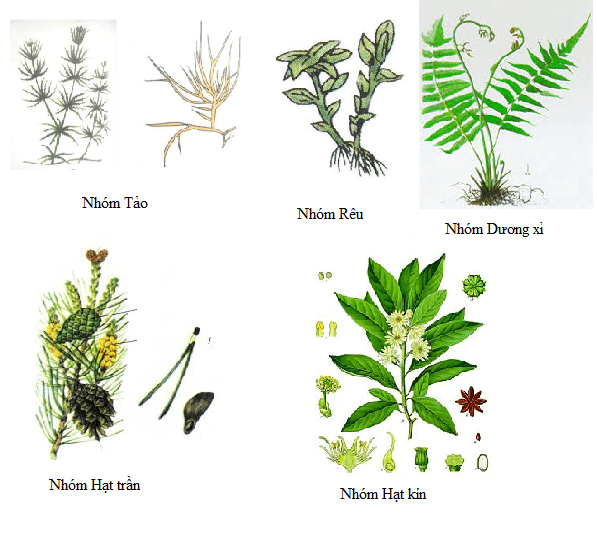 Nhóm Tảo
Nhóm Rêu
Nhóm Dương xỉ
Nhóm Hạt trần
Nhóm Hạt kín